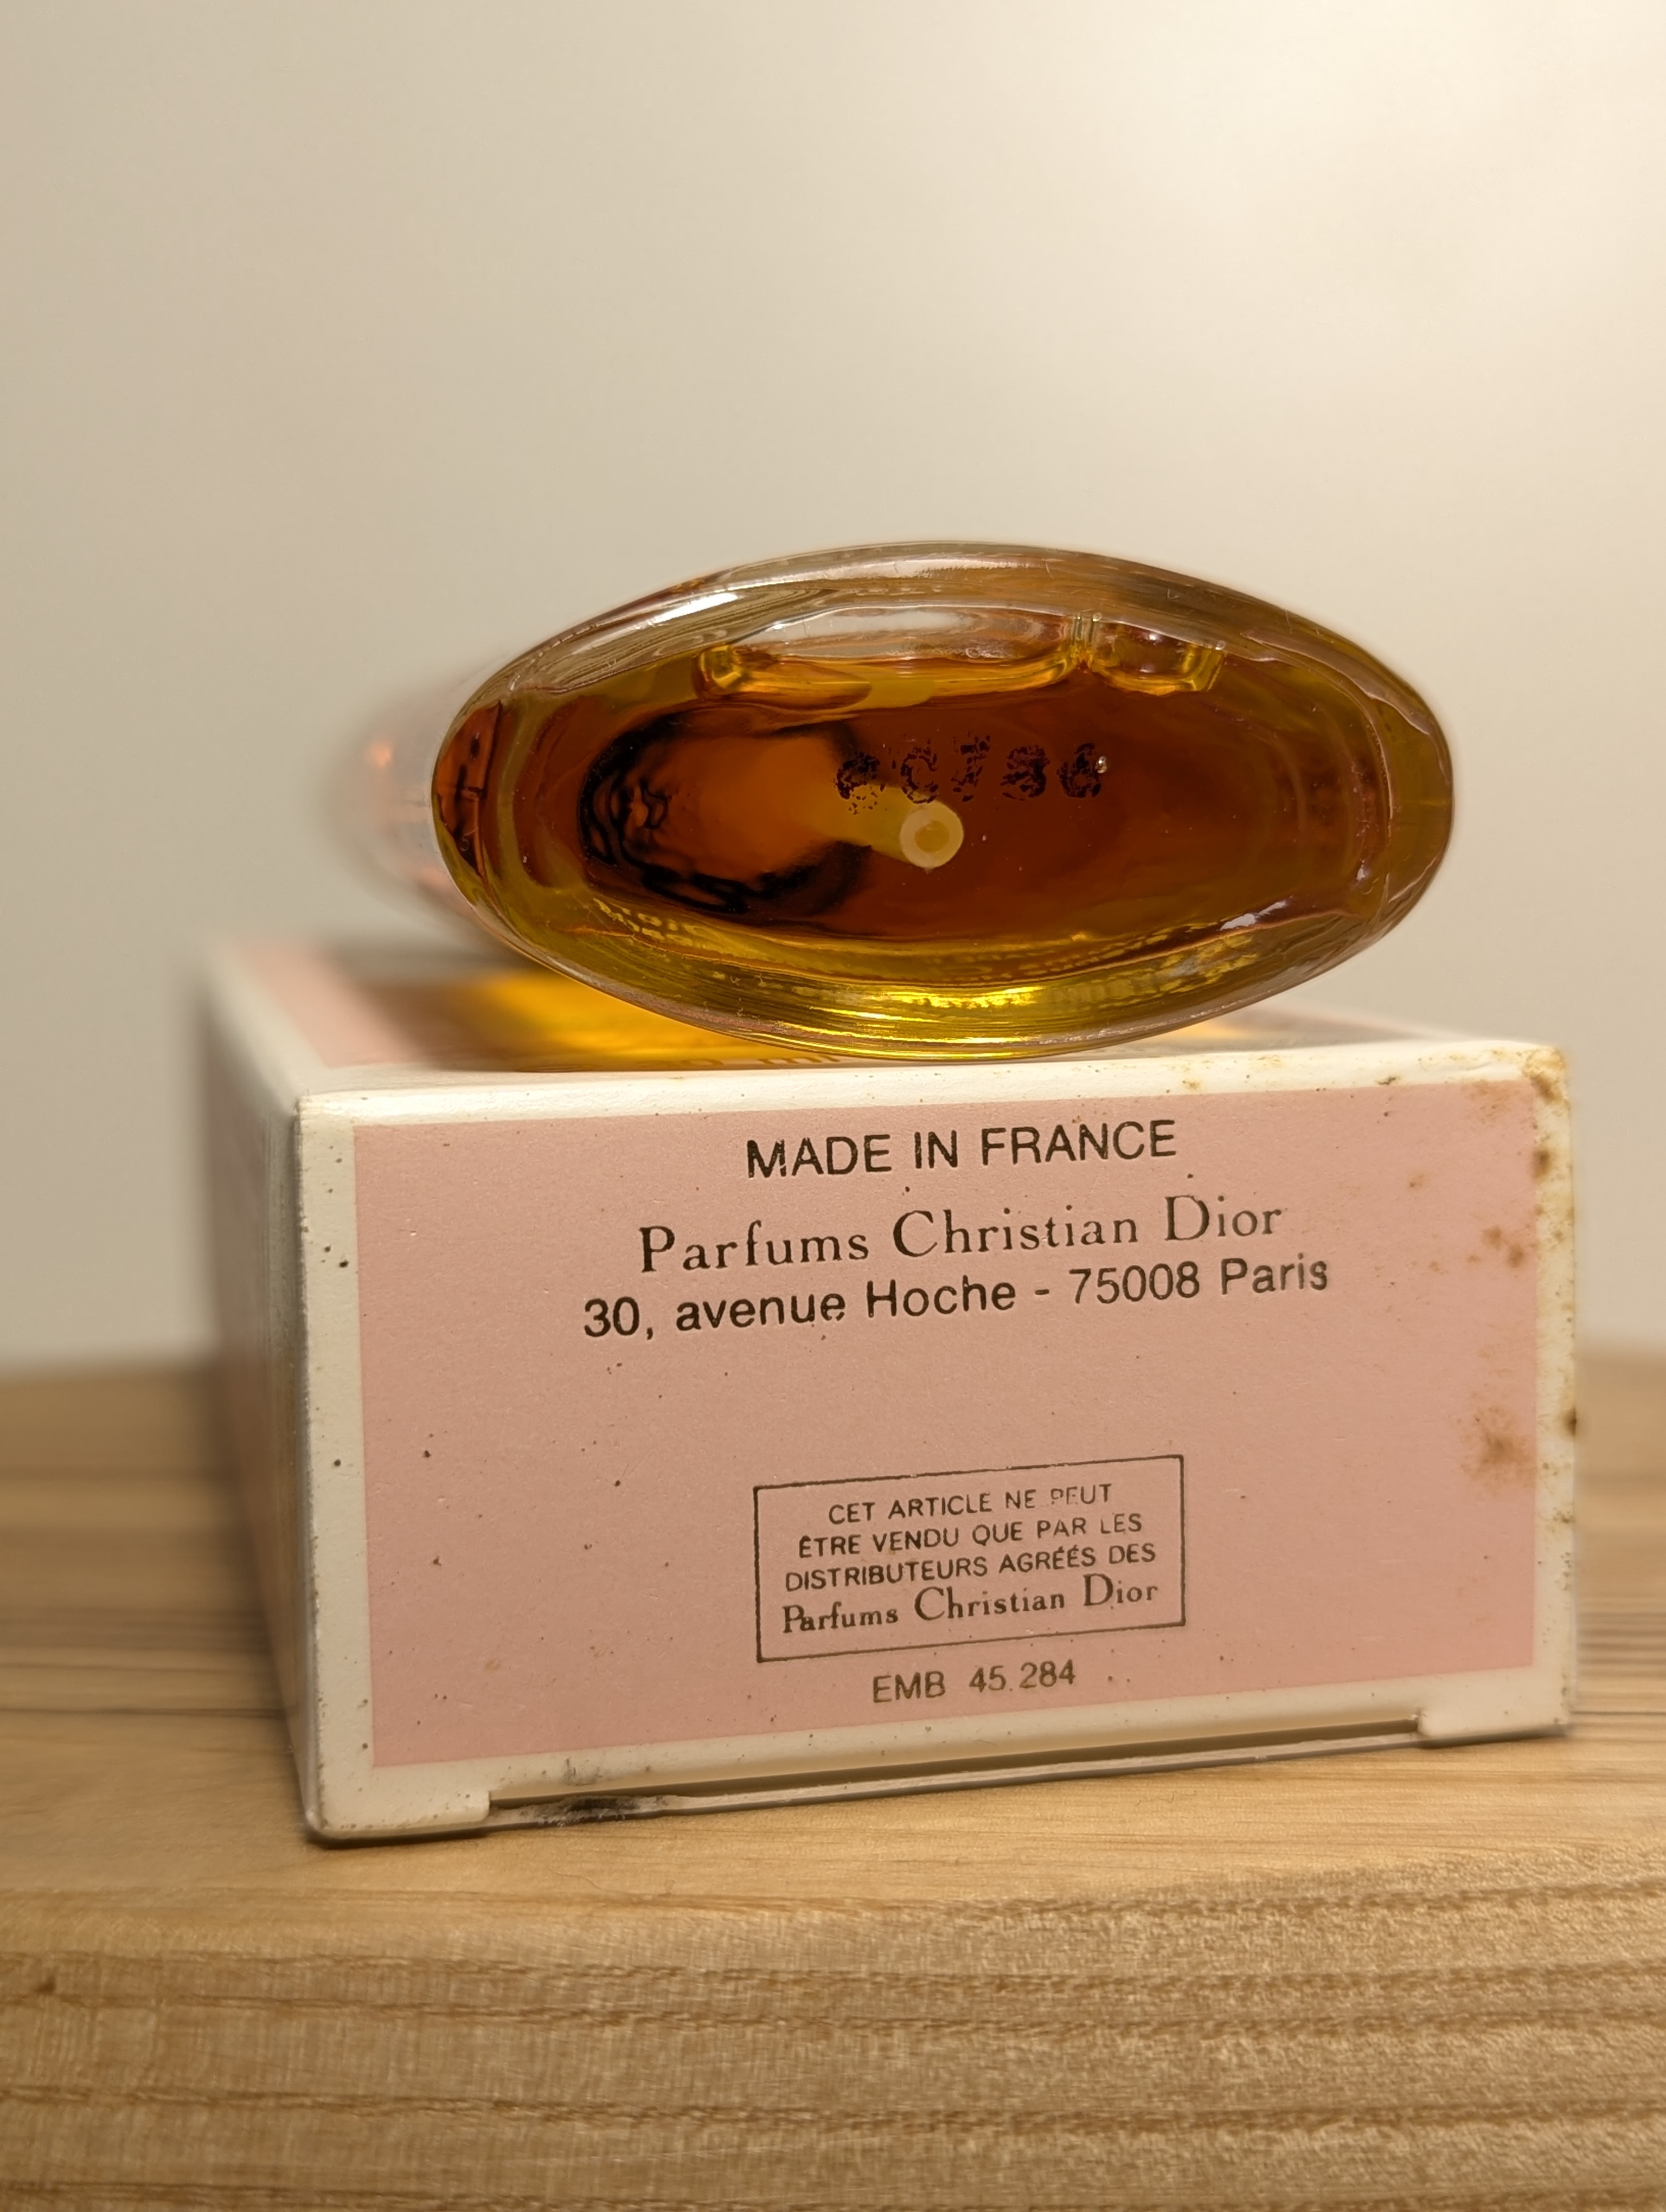 MADE IN FRANCE
Parfums Christian Dior
30, avenue Hoche - 75008 Paris
CET ARTICLE NE PEUT
ÊTRE VENDU QUE PAR LES
DISTRIBUTEURS AGRÉÉS DES
Parfums Christian Dior
EMB 45.284